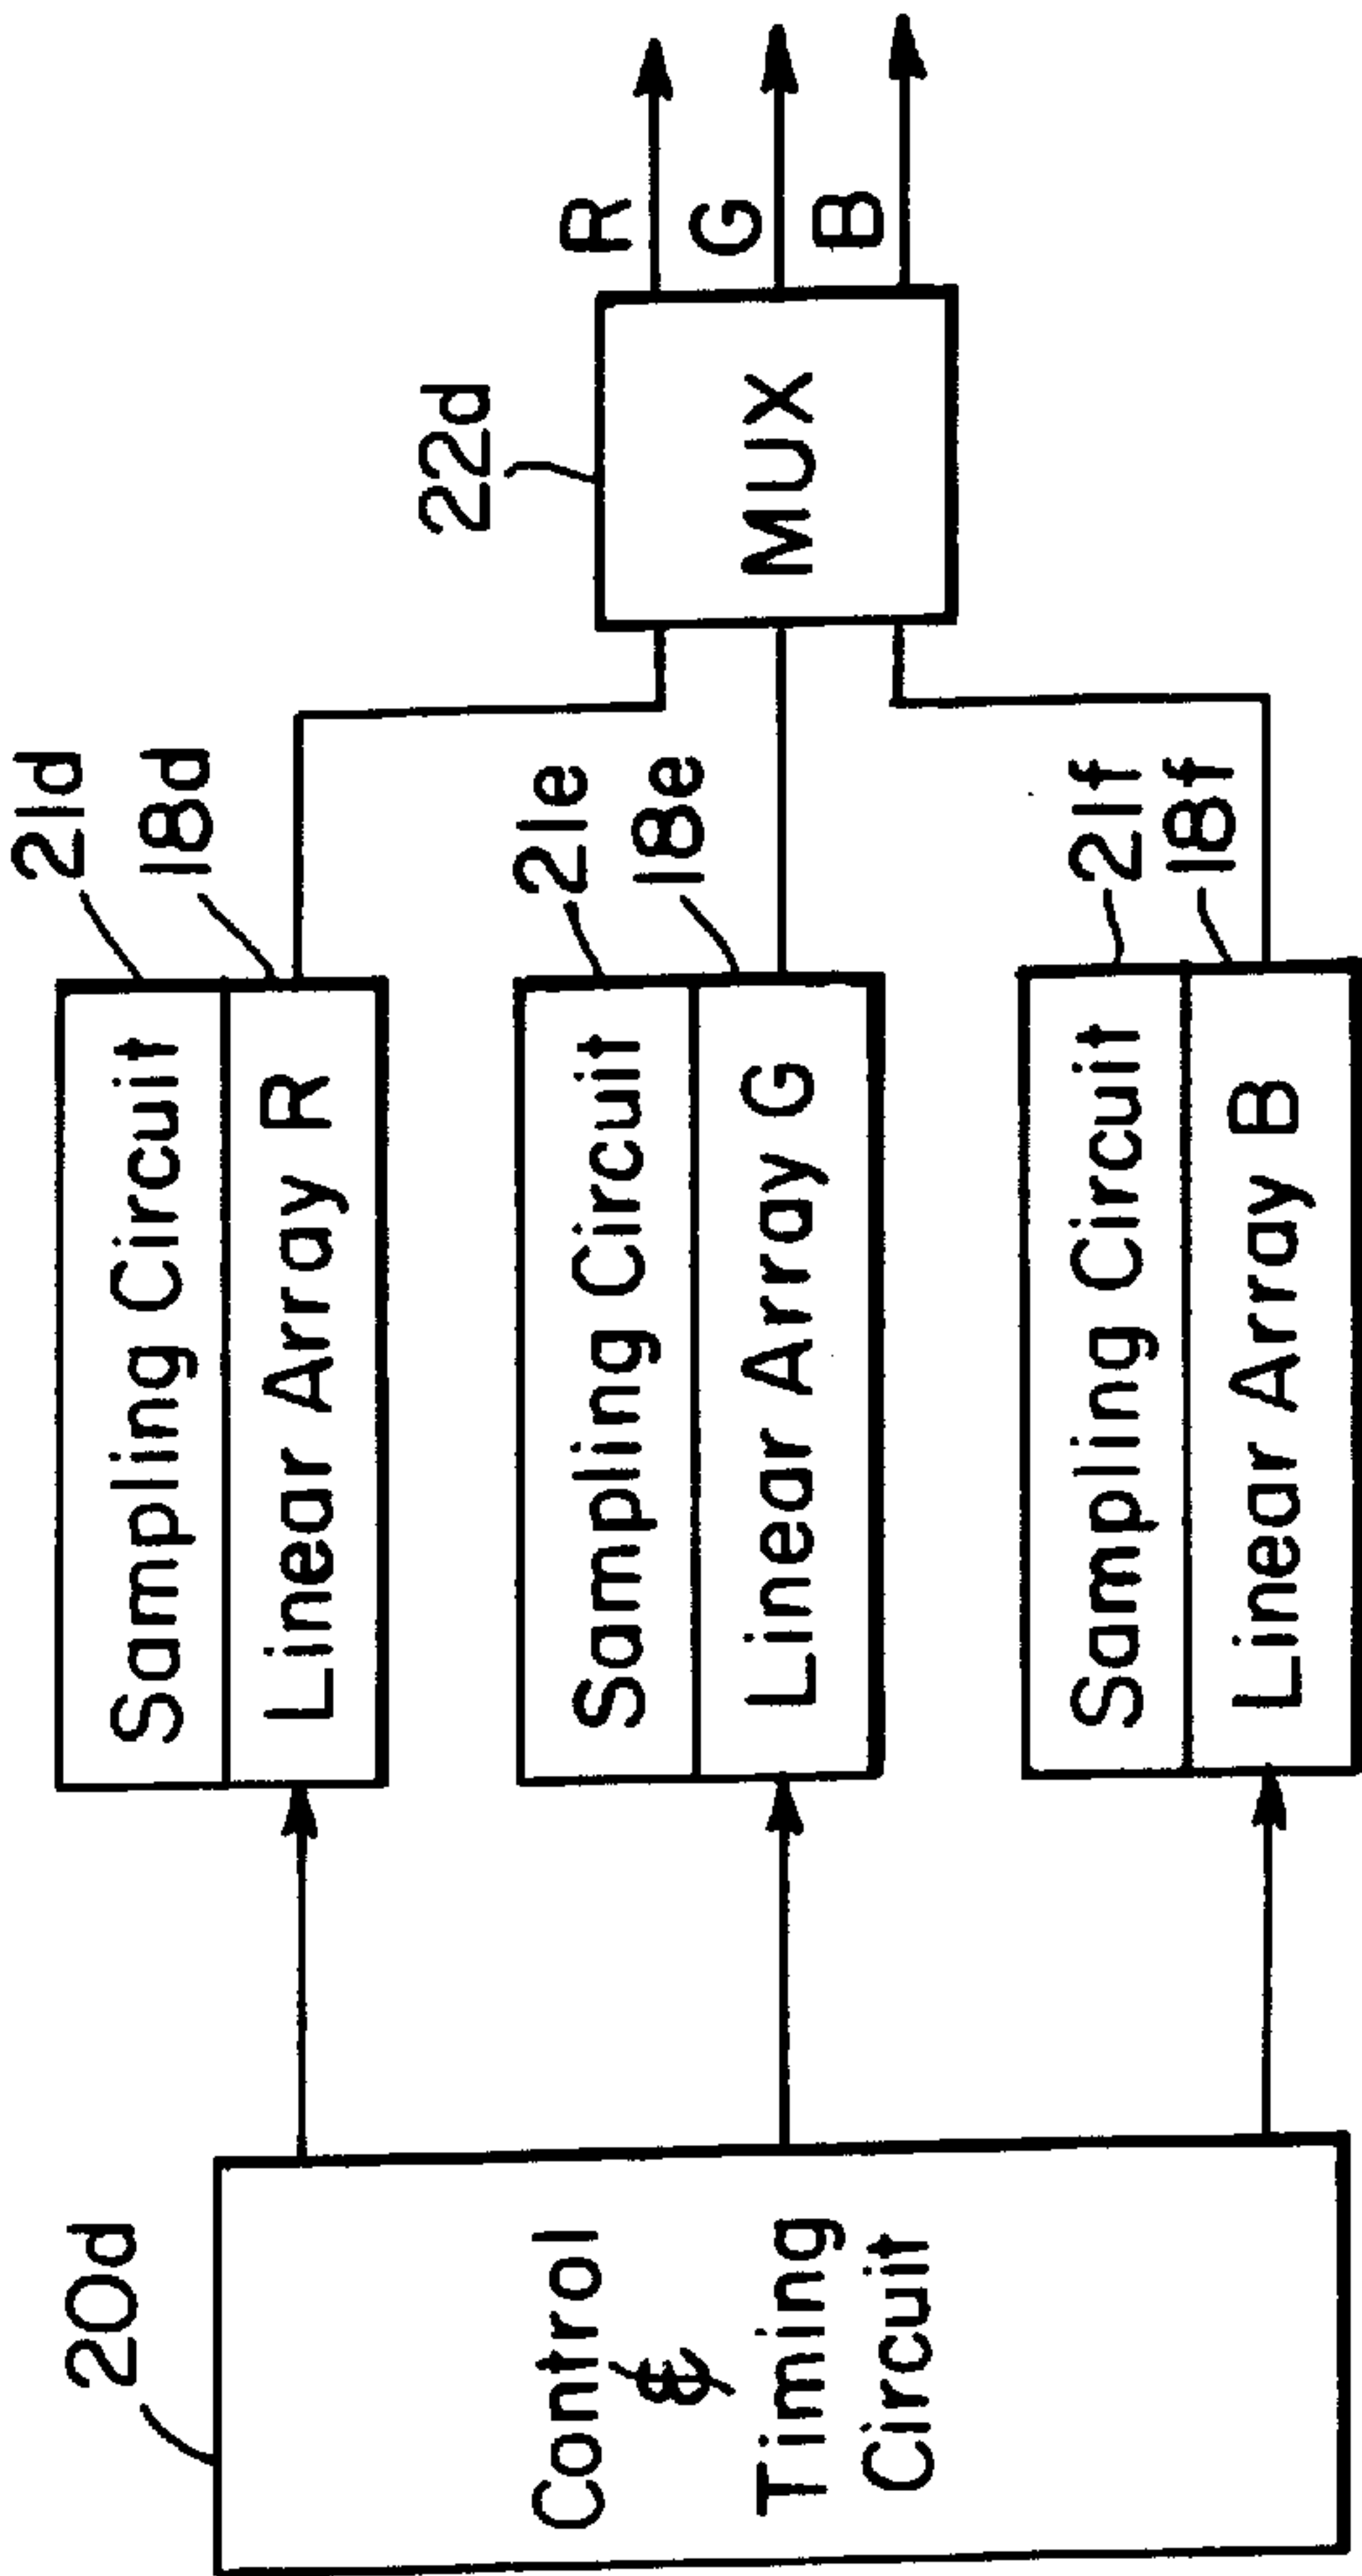 20d
Control
&
Timing
Circuit
21d
Sampling Circuit
18d
Linear Array R
21e
Sampling Circuit
18e
Linear Array G
21f
Sampling Circuit
18f
Linear Array B
22d
MUX
R
G
B